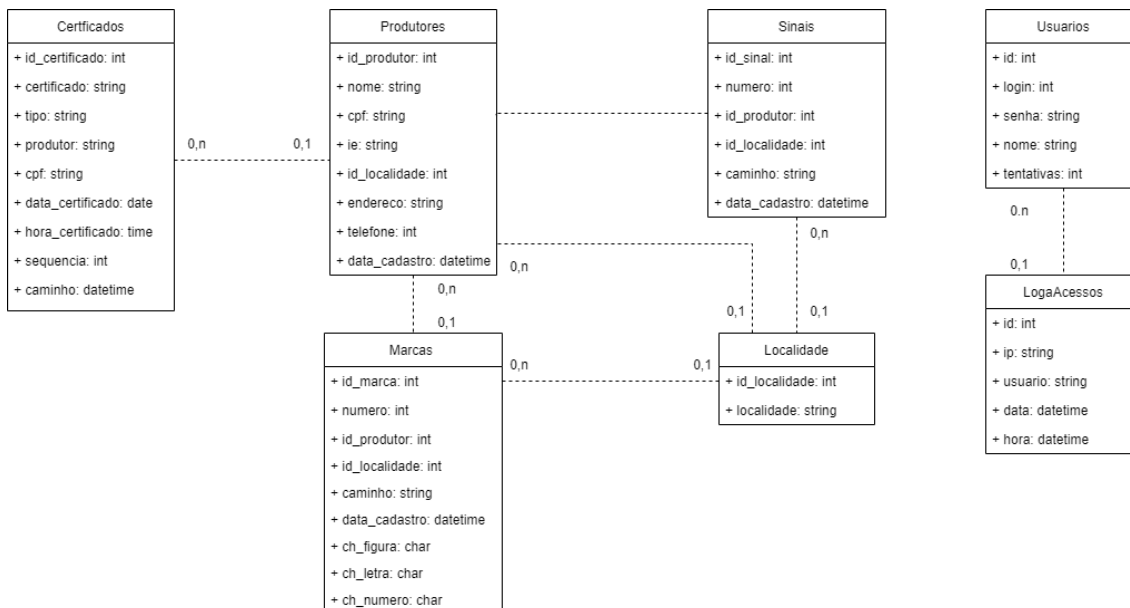 Certficados
+ id_certificado: int
+ certificado: string
+ tipo: string
+ produtor: string
+ cpf: string
+ data_certificado: date
+ hora_certificado: time
+ sequencia: int
+ caminho: datetime
0,n
0,1
Produtores
+ id_produtor: int
+ nome: string
+ cpf: string
+ ie: string
+ id_localidade: int
+ endereco: string
+ telefone: int
+ data_cadastro: datetime
0,n
0,n
0,1
0,1
Sinais
+ id_sinal: int
+ numero: int
+ id_produtor: int
+ id_localidade: int
+ caminho: string
+ data_cadastro: datetime
0,n
0,1
Marcas
+ id_marca: int
+ numero: int
+ id_produtor: int
+ id_localidade: int
+ caminho: string
+ data_cadastro: datetime
+ ch_figura: char
+ ch_letra: char
+ ch_numero: char
0,n
0,1
Localidade
+ id_localidade: int
+ localidade: string
Usuarios
+ id: int
+ login: int
+ senha: string
+ nome: string
+ tentativas: int
0.n
0,1
LogaAcessos
+ id: int
+ ip: string
+ usuario: string
+ data: datetime
+ hora: datetime